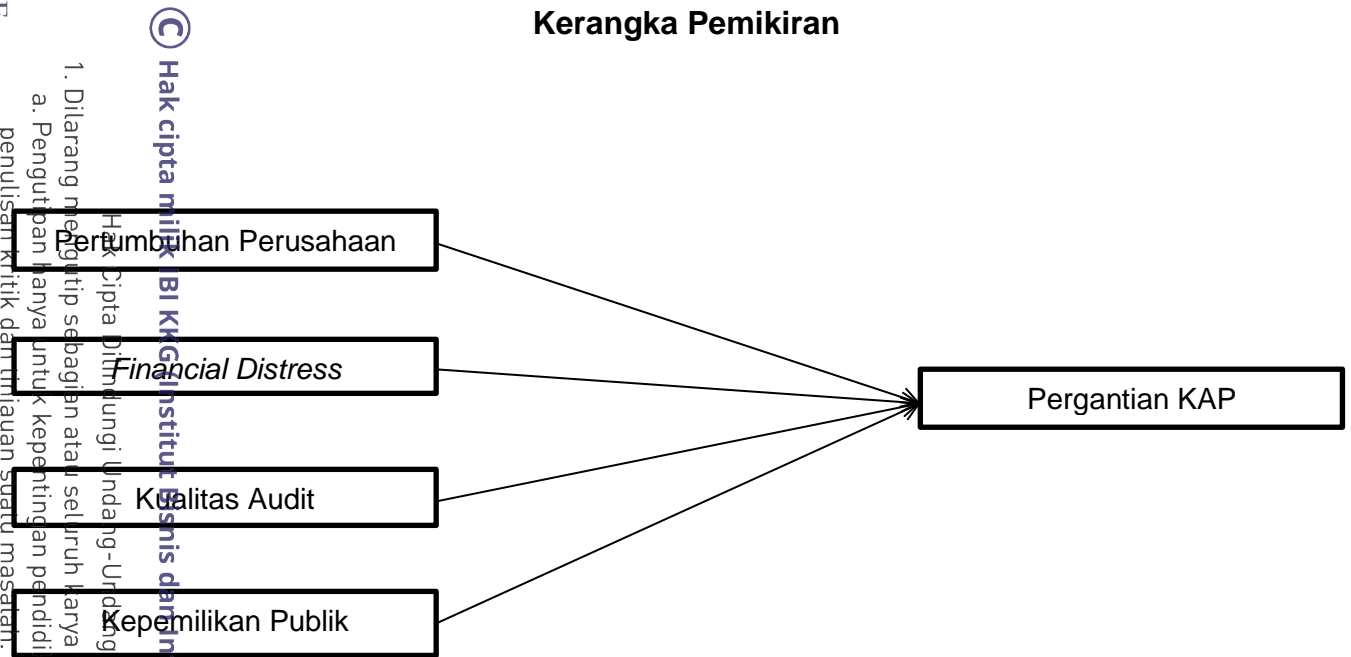 Kerangka Pemikiran
Pertumbuhan Perusahaan
Financial Distress
Kualitas Audit
Kepemilikan Publik
Pergantian KAP
© Hak cipta milik IBI KKG (Institut Bisnis dan In
Hak Cipta Dilindungi Undang-Undang
1. Dilarang mengutip sebagian atau seluruh karya
a. Pengutipan hanya untuk kepentingan pendidi
penulisan kritik dan tinjauan suatu masalah.